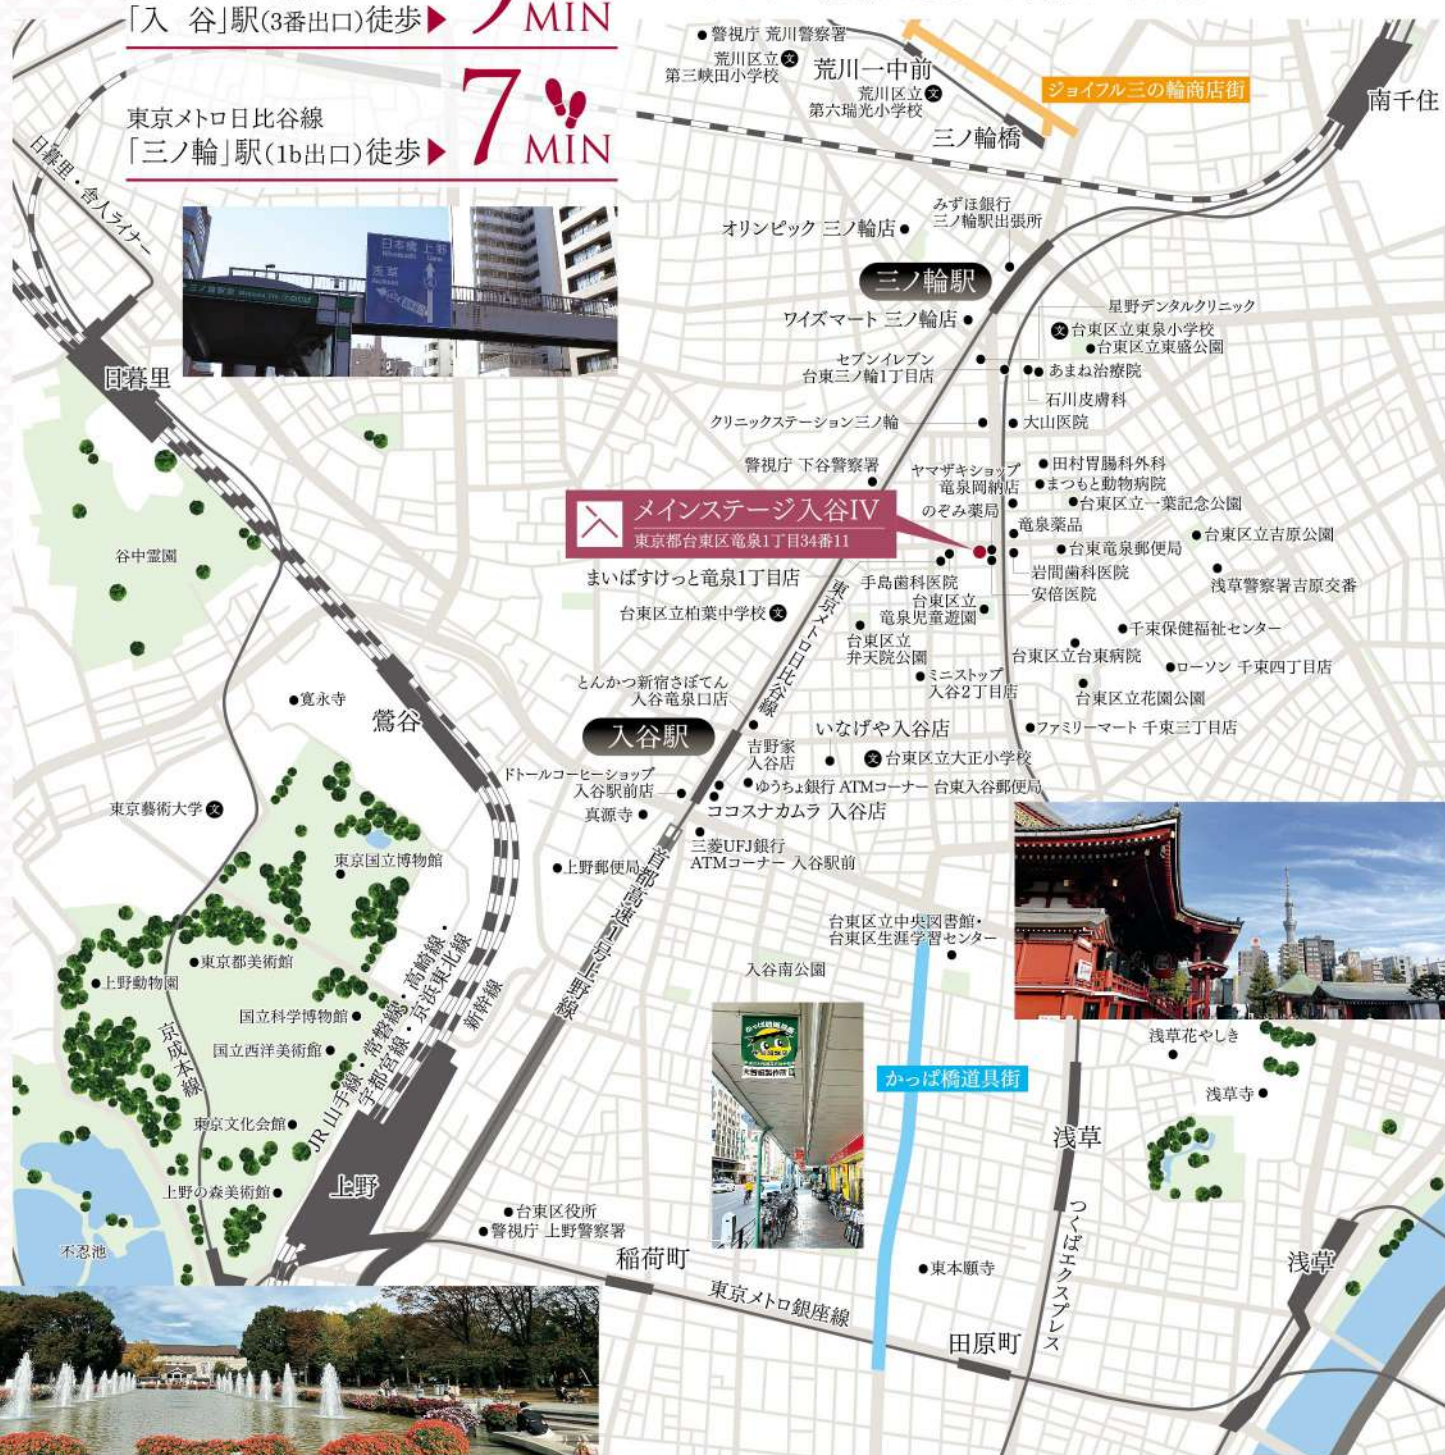 「入　谷」駅(3番出口)徒歩▶
MIN
東京メトロ日比谷線
「三ノ輪」駅(1b出口)徒歩▶ 7 MIN
警視庁 荒川警察署
荒川区立
第三峡田小学校
文
荒川一中前
荒川区立
第六瑞光小学校
文
ジョイフル三の輪商店街
南千住
三ノ輪橋
日暮里・舎人ライナー
日本橋 上野
浅草
みずほ銀行
三ノ輪駅出張所
オリンピック 三ノ輪店
三ノ輪駅
ワイズマート 三ノ輪店
星野デンタルクリニック
文 台東区立東泉小学校
台東区立東盛公園
セブンイレブン
台東三ノ輪1丁目店
あまね治療院
石川皮膚科
日暮里
クリニックステーション三ノ輪
大山医院
警視庁 下谷警察署
ヤマザキショップ
竜泉岡納店
田村胃腸科外科
まつもと動物病院
台東区立一葉記念公園
のぞみ薬局
竜泉薬品
メインステージ入谷IV
東京都台東区竜泉1丁目34番11
台東竜泉郵便局
台東区立吉原公園
谷中霊園
まいばすけっと竜泉1丁目店
手島歯科医院
岩間歯科医院
浅草警察署吉原交番
安倍医院
台東区立柏葉中学校 文
東京メトロ日比谷線
台東区立
竜泉児童遊園
台東区立
弁天院公園
千束保健福祉センター
台東区立台東病院
ローソン 千束四丁目店
とんかつ新宿さぼてん
入谷竜泉口店
ミニストップ
入谷2丁目店
台東区立花園公園
寛永寺
鶯谷
入谷駅
いなげや入谷店
ファミリーマート 千束三丁目店
吉野家
入谷店
文 台東区立大正小学校
ドトールコーヒーショップ
入谷駅前店
ゆうちょ銀行 ATMコーナー 台東入谷郵便局
東京藝術大学 文
真源寺
ココスナカムラ 入谷店
東京国立博物館
上野郵便局
三菱UFJ銀行
ATMコーナー 入谷駅前
首都高速1号上野線
台東区立中央図書館・
台東区生涯学習センター
入谷南公園
東京都美術館
上野動物園
国立科学博物館
国立西洋美術館
京成本線
JR 山手線・常磐線・高崎線・
宇都宮線・京浜東北線
新幹線
かっぱ橋道具街
浅草花やしき
浅草寺
浅草
東京文化会館
上野の森美術館
上野
不忍池
台東区役所
警視庁 上野警察署
稲荷町
東京メトロ銀座線
東本願寺
田原町
つくばエクスプレス
浅草